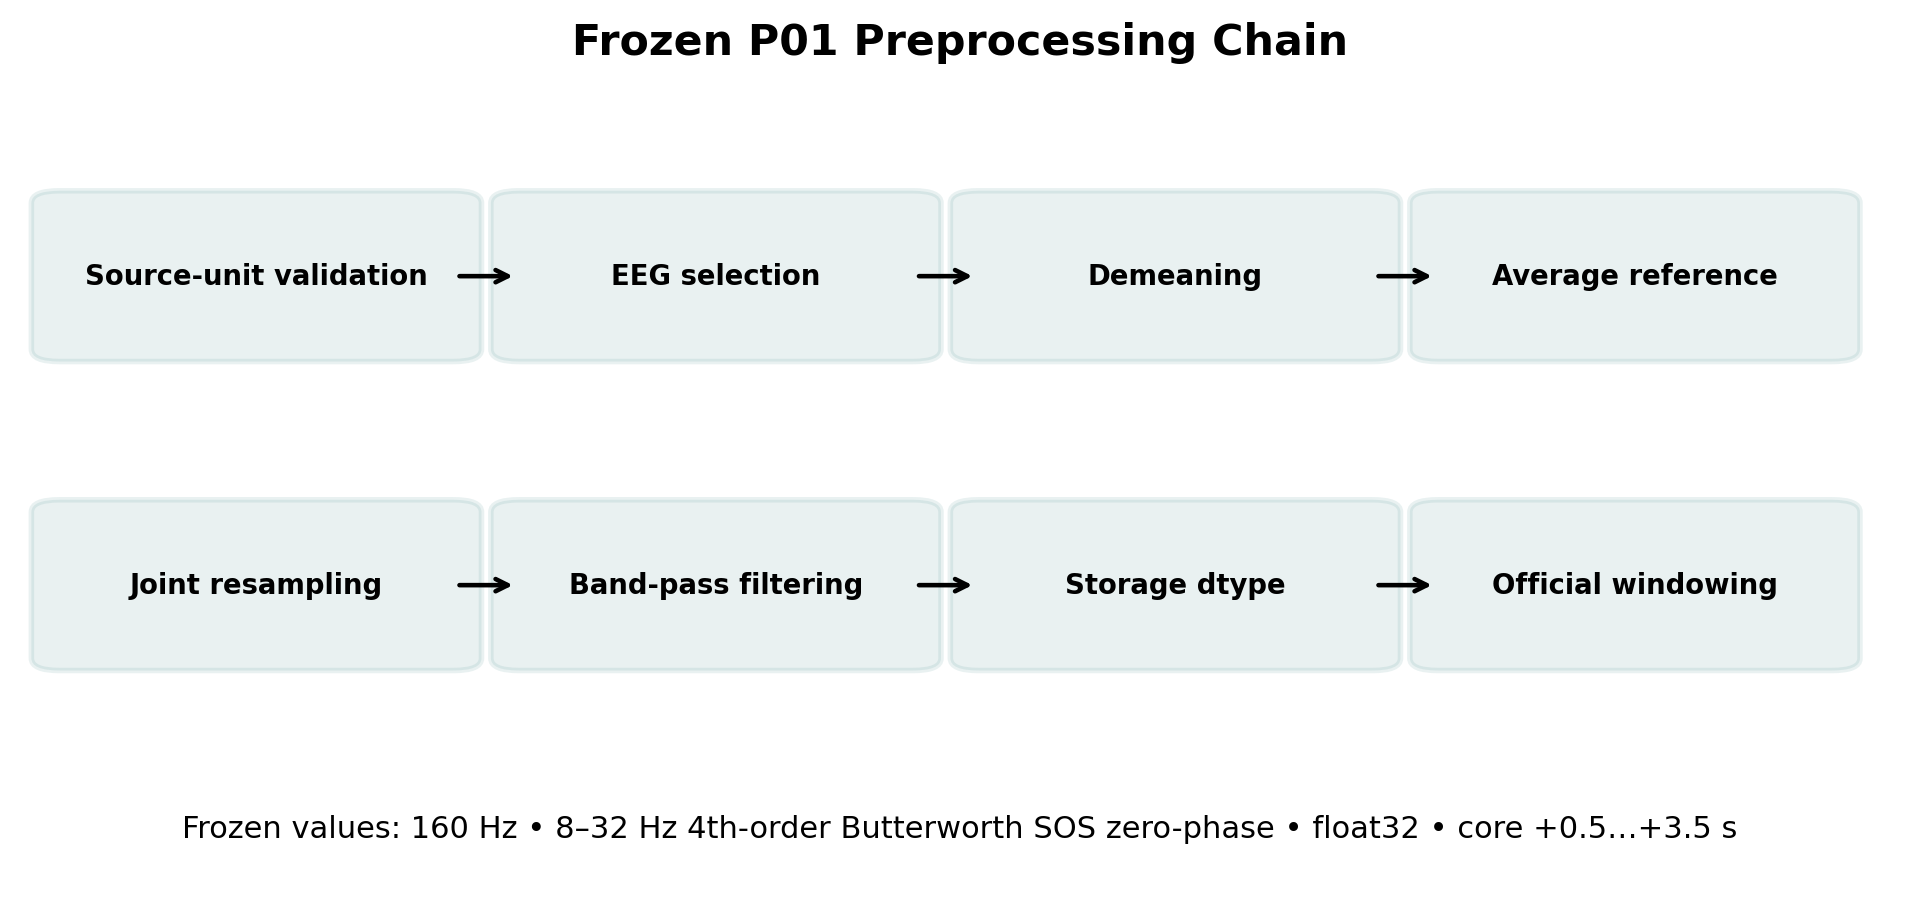 Frozen P01 Preprocessing Chain
Source-unit validation
EEG selection
Demeaning
Average reference
Joint resampling
Band-pass filtering
Storage dtype
Official windowing
Frozen values: 160 Hz • 8–32 Hz 4th-order Butterworth SOS zero-phase • float32 • core +0.5…+3.5 s